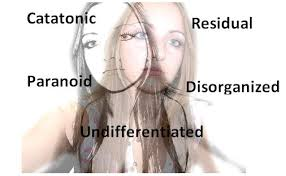 Catatonic
Residual
Paranoid
Disorganized
Undifferentiated